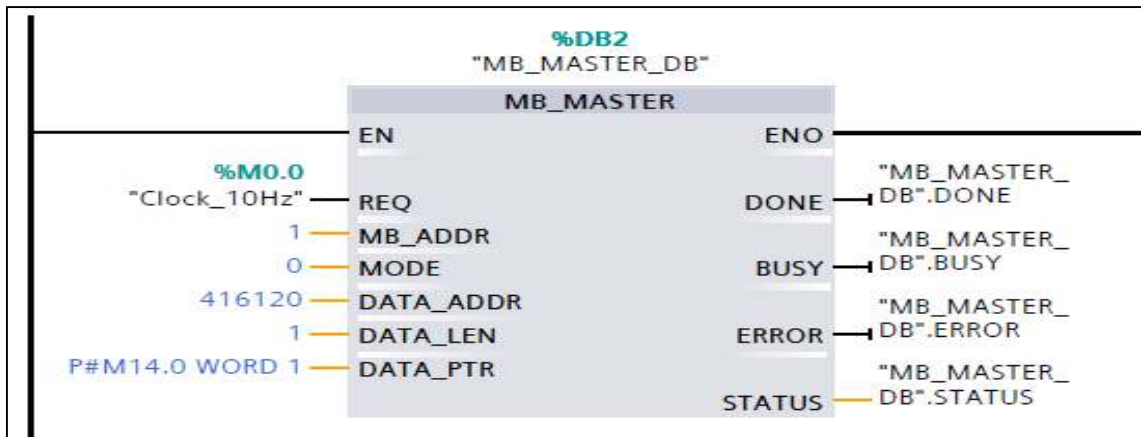 %DB2
"MB_MASTER_DB"
MB_MASTER
EN
ENO
%M0.0
"Clock_10Hz"
REQ
1
MB_ADDR
0
MODE
416120
DATA_ADDR
1
DATA_LEN
P#M14.0 WORD 1
DATA_PTR
DONE
"MB_MASTER_
DB".DONE
BUSY
"MB_MASTER_
DB".BUSY
ERROR
"MB_MASTER_
DB".ERROR
STATUS
"MB_MASTER_
DB".STATUS